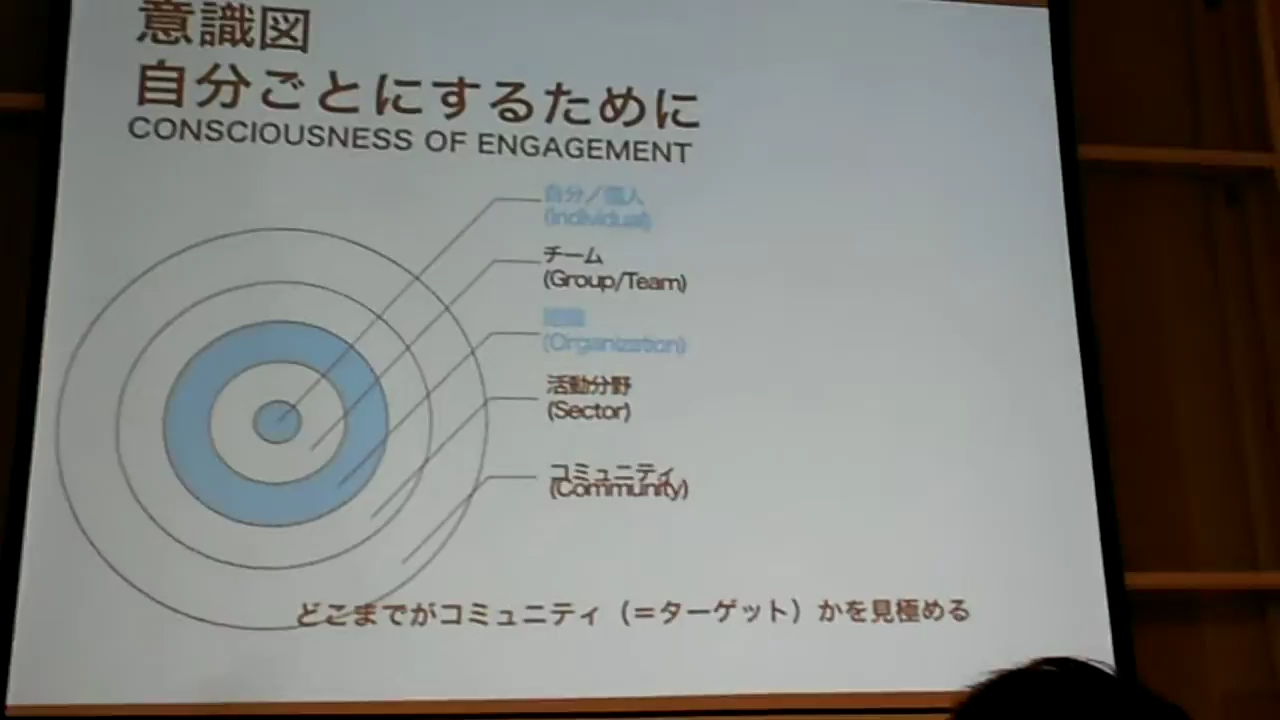 意識図
自分ごとにするために
CONSCIOUSNESS OF ENGAGEMENT
自分／個人
(Individual)
チーム
(Group/Team)
(Organization)
活動分野
(Sector)
コミュニティ
(Community)
どこまでがコミュニティ（＝ターゲット）かを見極める